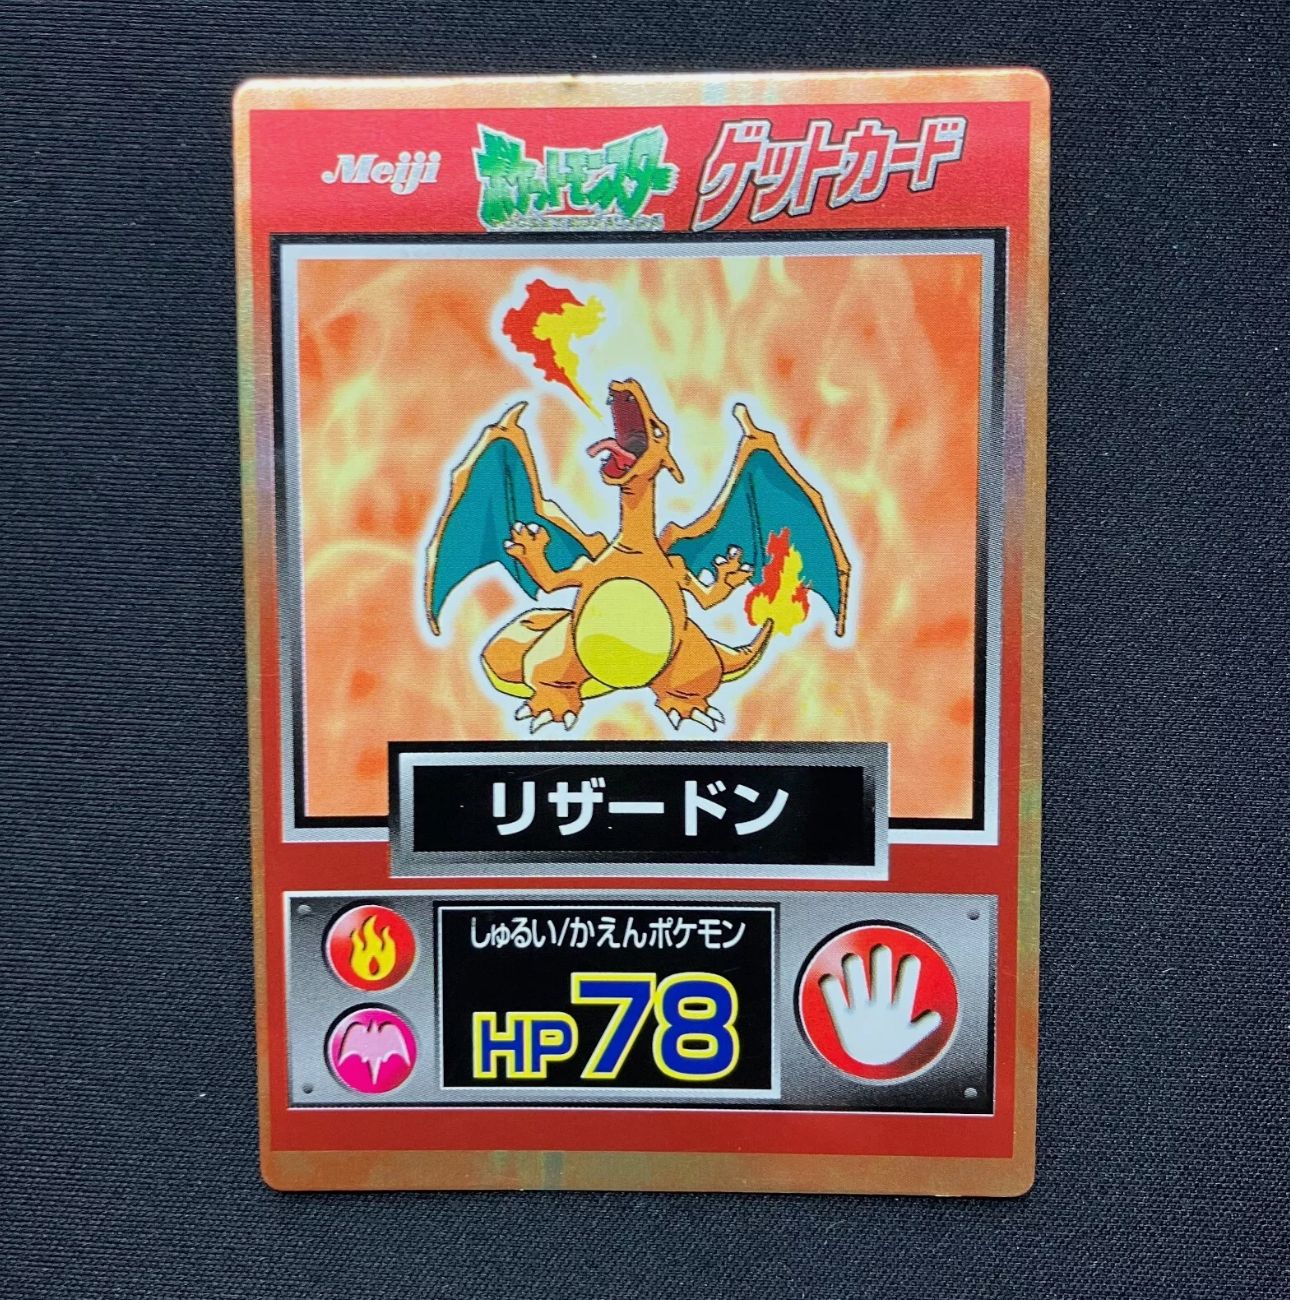 Meiji ポケットモンスター ゲットカード
リザードン
しゅるい/かえんポケモン
HP78